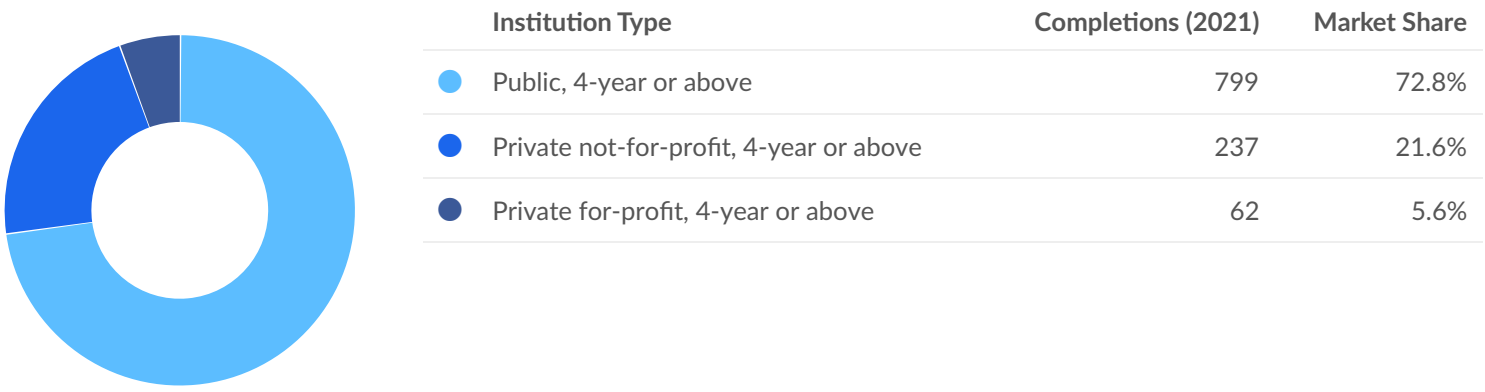 Institution Type Completions (2021) Market Share
Public, 4-year or above 799 72.8%
Private not-for-profit, 4-year or above 237 21.6%
Private for-profit, 4-year or above 62 5.6%